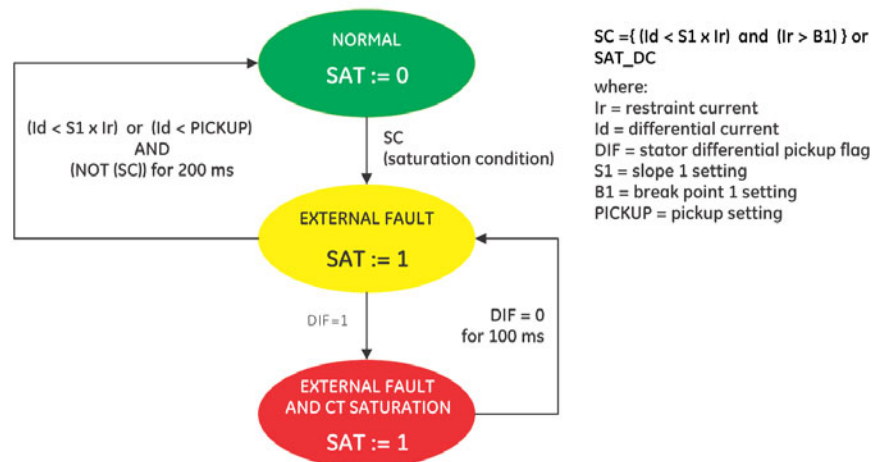 NORMAL
SAT := 0
SC ={ (Id < S1 x Ir) and (Ir > B1) } or
SAT_DC
where:
Ir = restraint current
Id = differential current
DIF = stator differential pickup flag
S1 = slope 1 setting
B1 = break point 1 setting
PICKUP = pickup setting
(Id < S1 x Ir) or (Id < PICKUP)
AND
(NOT (SC)) for 200 ms
SC
(saturation condition)
EXTERNAL FAULT
SAT := 1
DIF=1
DIF = 0
for 100 ms
EXTERNAL FAULT
AND CT SATURATION
SAT := 1